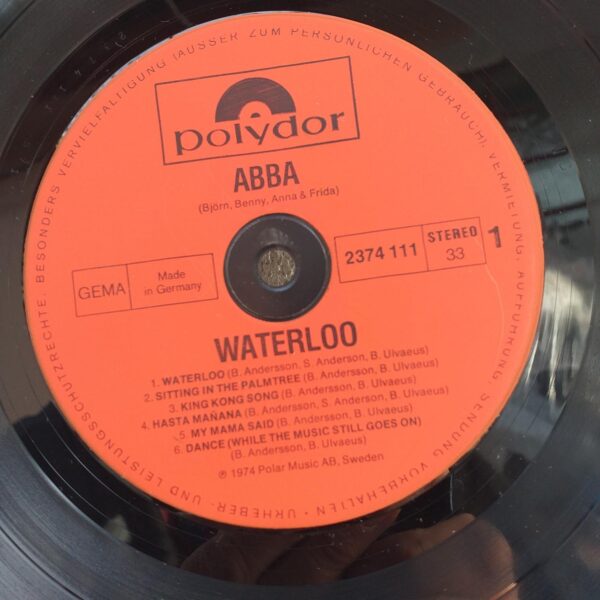 polydor
ABBA
(Björn, Benny, Anna & Frida)
GEMA
Made
in Germany
2374 111
STEREO
33
1
WATERLOO
1. WATERLOO (B. Andersson, S. Anderson, B. Ulvaeus)
2. SITTING IN THE PALMTREE (B. Andersson, B. Ulvaeus)
3. KING KONG SONG (B. Andersson, B. Ulvaeus)
4. HASTA MAÑANA (B. Andersson, S. Anderson, B. Ulvaeus)
5. MY MAMA SAID (B. Andersson, B. Ulvaeus)
6. DANCE (WHILE THE MUSIC STILL GOES ON)
(B. Andersson, B. Ulvaeus)
℗ 1974 Polar Music AB, Sweden
URHEBER- UND LEISTUNGSSCHUTZRECHTE, BESONDERS VERVIELFÄLTIGUNG (AUSSER ZUM PERSÖNLICHEN GEBRAUCH), VERMIETUNG, AUFFÜHRUNG, SENDUNG VORBEHALTEN •